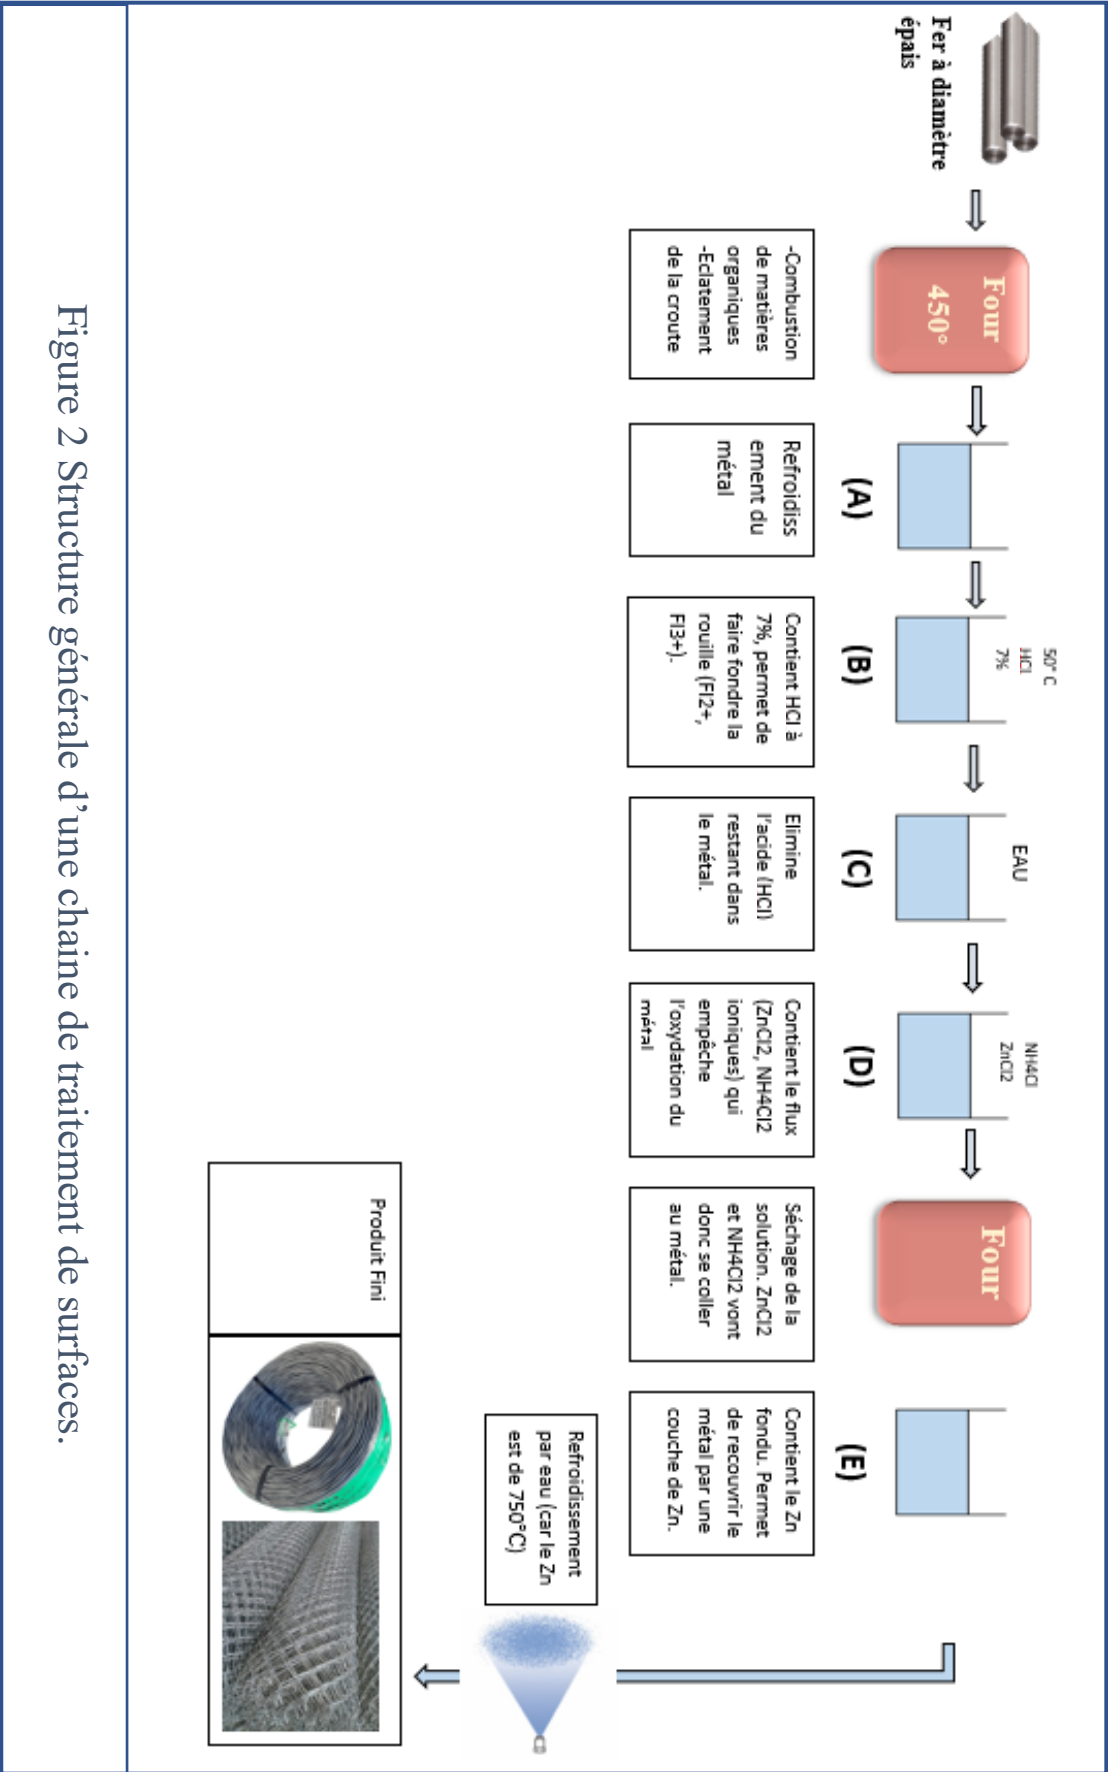 Fer à diamètre
épais
Four
450°
-Combustion
de matières
organiques
-Eclatement
de la croute
(A)
Refroidiss
ement du
métal
50° C
HCl
7%
(B)
Contient HCl à
7%, permet de
faire fondre la
rouille (Fl2+,
Fl3+).
EAU
(C)
Elimine
l'acide (HCl)
restant dans
le métal.
NH4Cl
ZnCl2
(D)
Contient le flux
(ZnCl2, NH4Cl2
ioniques) qui
empêche
l'oxydation du
métal
Four
Séchage de la
solution. ZnCl2
et NH4Cl2 vont
donc se coller
au métal.
(E)
Contient le Zn
fondu. Permet
de recouvrir le
métal par une
couche de Zn.
Refroidissement
par eau (car le Zn
est de 750°C)
Produit Fini
Figure 2 Structure générale d'une chaine de traitement de surfaces.